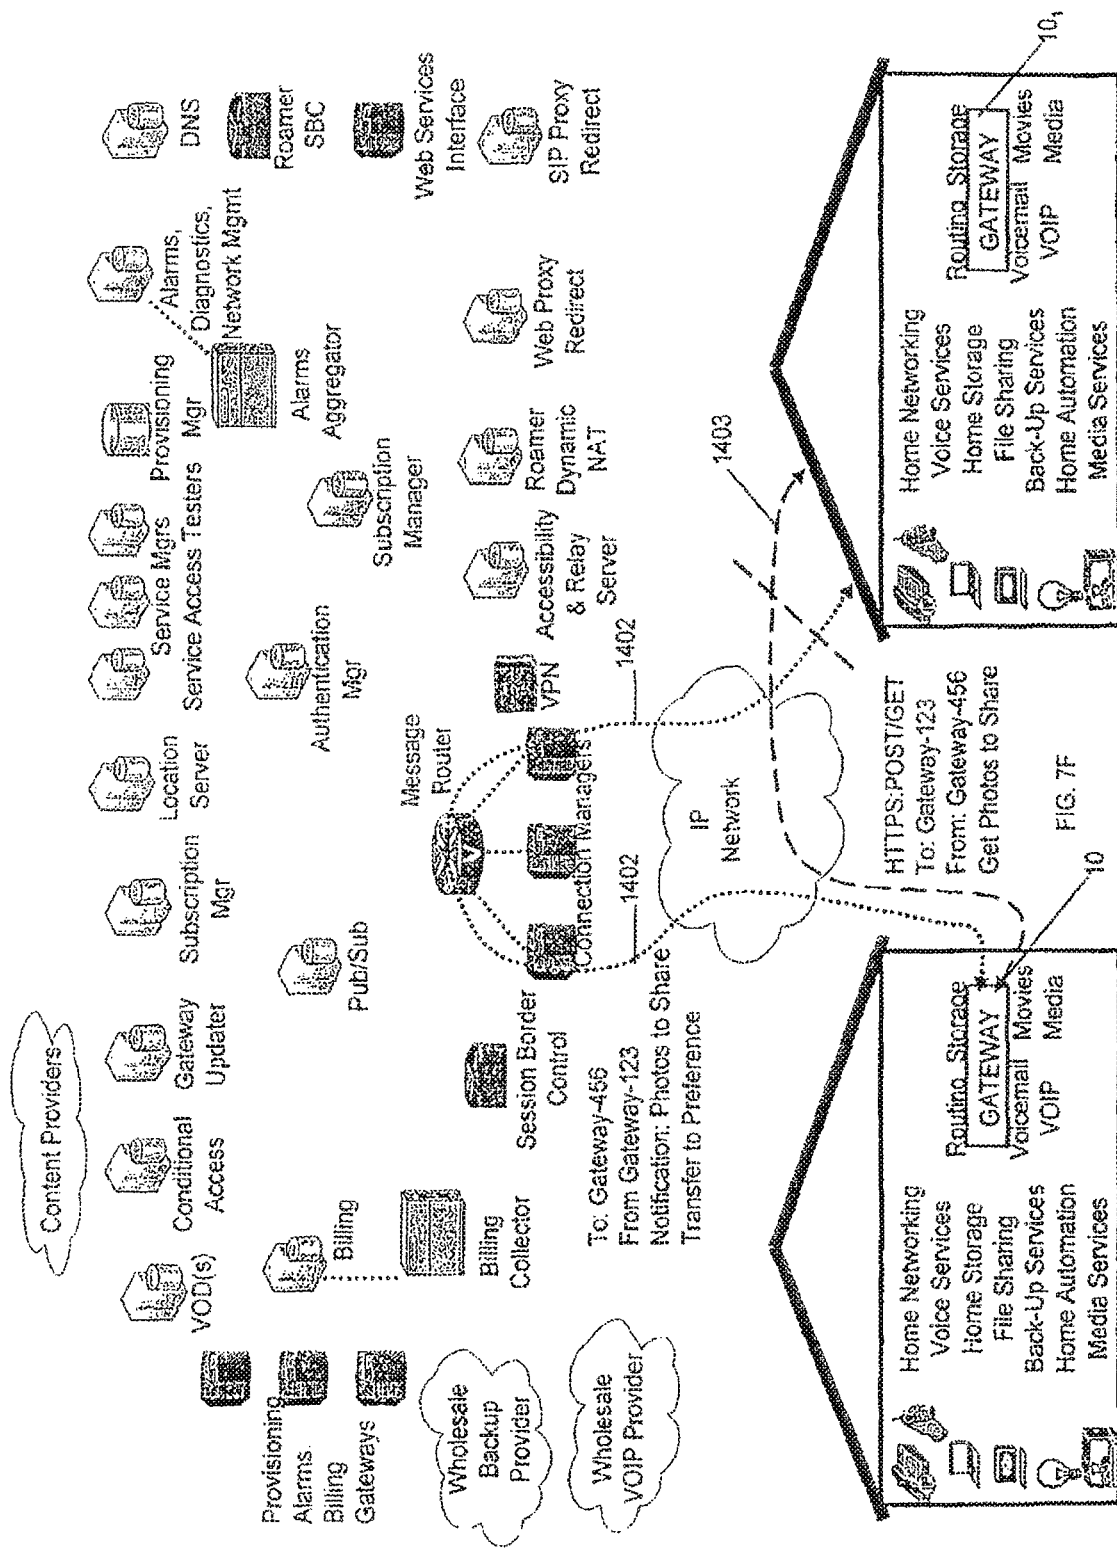 Content Providers
VOD(s)
Conditional
Access
Gateway
Updater
Subscription
Mgr
Location
Server
Service Mgrs
Service Access Testers
Provisioning
Mgr
Alarms,
Diagnostics,
Network Mgmt
DNS
Provisioning
Alarms
Billing
Gateways
Billing
Billing
Collector
Pub/Sub
Authentication
Mgr
Subscription
Manager
Alarms
Aggregator
Roamer
SBC
Web Services
Interface
Wholesale
Backup
Provider
Wholesale
VOIP Provider
Session Border
Control
Message
Router
Connection Managers
VPN
Accessibility
& Relay
Server
Roamer
Dynamic
NAT
Web Proxy
Redirect
SIP Proxy
Redirect
To: Gateway-456
From Gateway-123
Notification: Photos to Share
Transfer to Preference
1402
1402
1403
IP
Network
HTTPS:POST/GET
To: Gateway-123
From: Gateway-456
Get Photos to Share
Home Networking
Voice Services
Home Storage
File Sharing
Back-Up Services
Home Automation
Media Services
Routing Storage
GATEWAY
Voicemail Movies
VOIP Media
10
Home Networking
Voice Services
Home Storage
File Sharing
Back-Up Services
Home Automation
Media Services
Routing Storage
GATEWAY
Voicemail Movies
VOIP Media
10₁
FIG. 7F